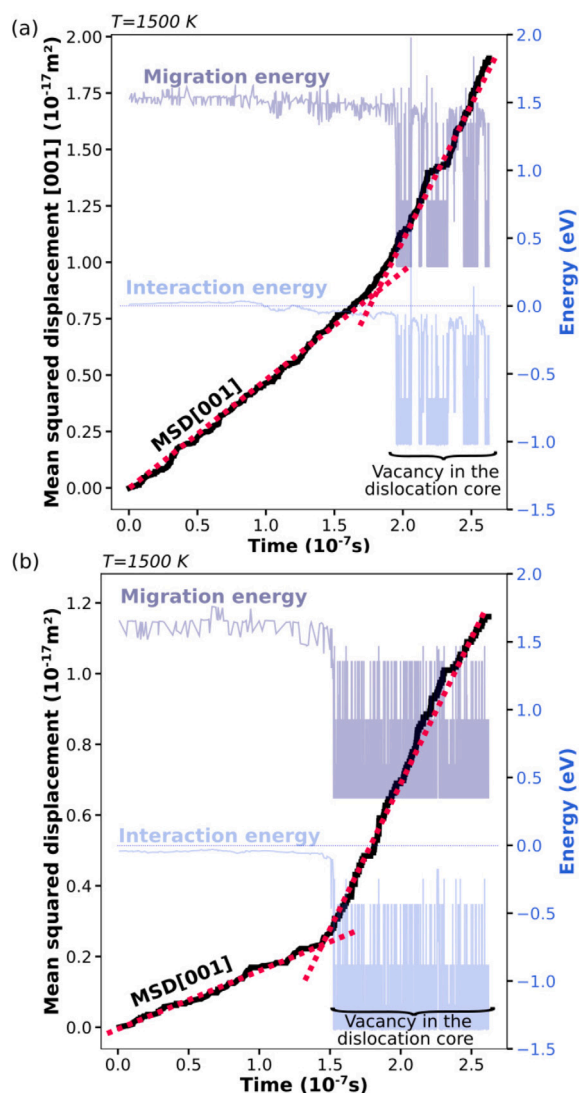 (a)
T=1500 K
Mean squared displacement [001] (10⁻¹⁷m²)
2.00
1.75
1.50
1.25
1.00
0.75
0.50
0.25
0.00
Migration energy
Interaction energy
MSD[001]
Vacancy in the
dislocation core
2.0
1.5
1.0
0.5
0.0
−0.5
−1.0
−1.5
Energy (eV)
0.0 0.5 1.0 1.5 2.0 2.5
Time (10⁻⁷s)
(b)
T=1500 K
Mean squared displacement (10⁻¹⁷m²)
1.2
1.0
0.8
0.6
0.4
0.2
0.0
Migration energy
Interaction energy
MSD[001]
Vacancy in the
dislocation core
2.0
1.5
1.0
0.5
0.0
−0.5
−1.0
−1.5
Energy (eV)
0.0 0.5 1.0 1.5 2.0 2.5
Time (10⁻⁷s)